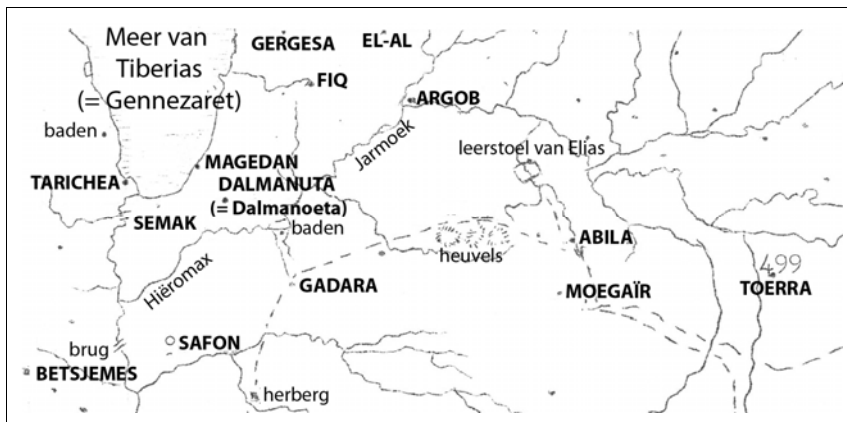 Meer van
Tiberias
(= Gennezaret)
GERGESA
EL-AL
FIQ
ARGOB
baden
Jarmoek
leerstoel van Elias
MAGEDAN
TARICHEA
DALMANUTA
(= Dalmanoeta)
SEMAK
baden
ABILA
heuvels
Hiëromax
GADARA
MOEGAÏR
499
TOERRA
brug
SAFON
BETSJEMES
herberg